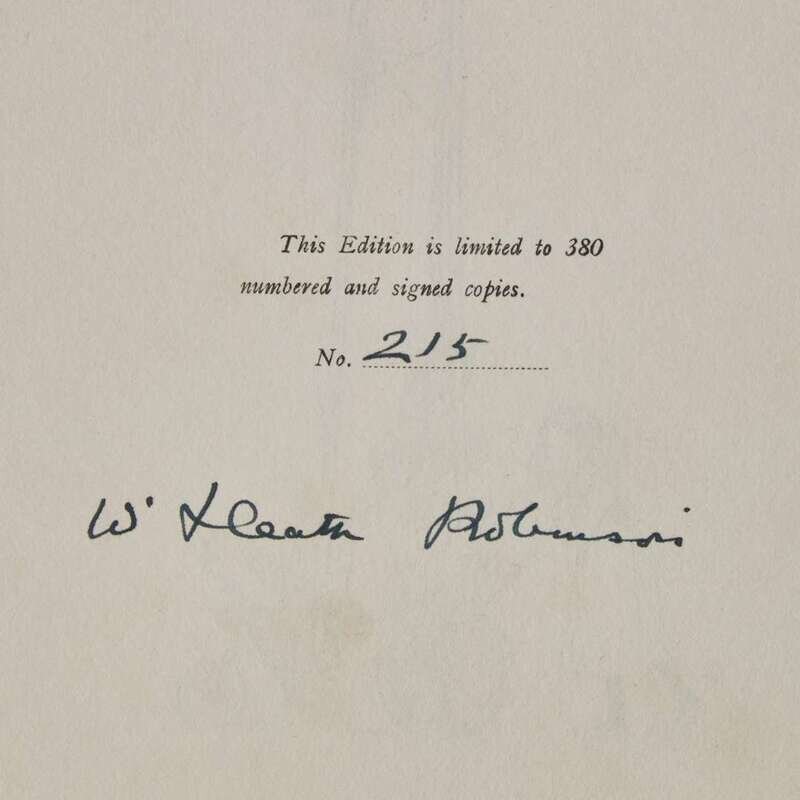 This Edition is limited to 380
numbered and signed copies.
No. 215
W. Heath Robinson